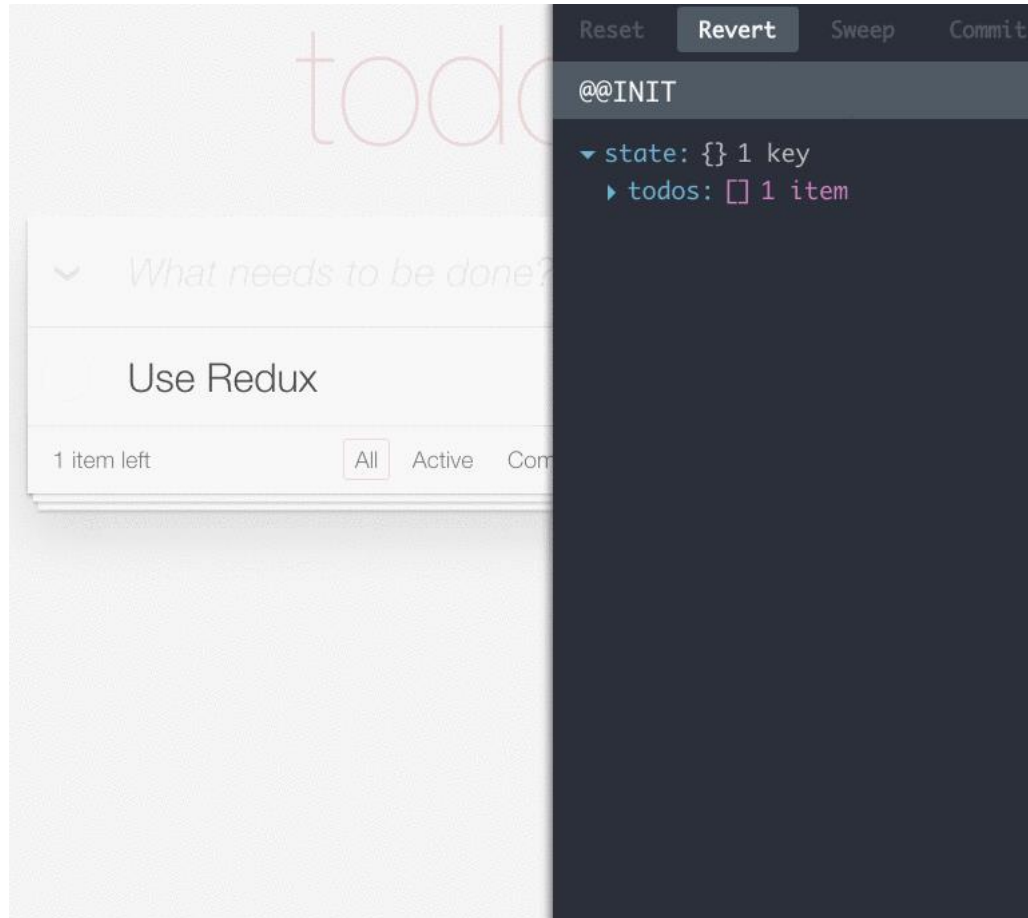 todo
What needs to be done?
Use Redux
1 item left
All
Active
Com
Reset
Revert
Sweep
Commit
@@INIT
state: {} 1 key
todos: [] 1 item